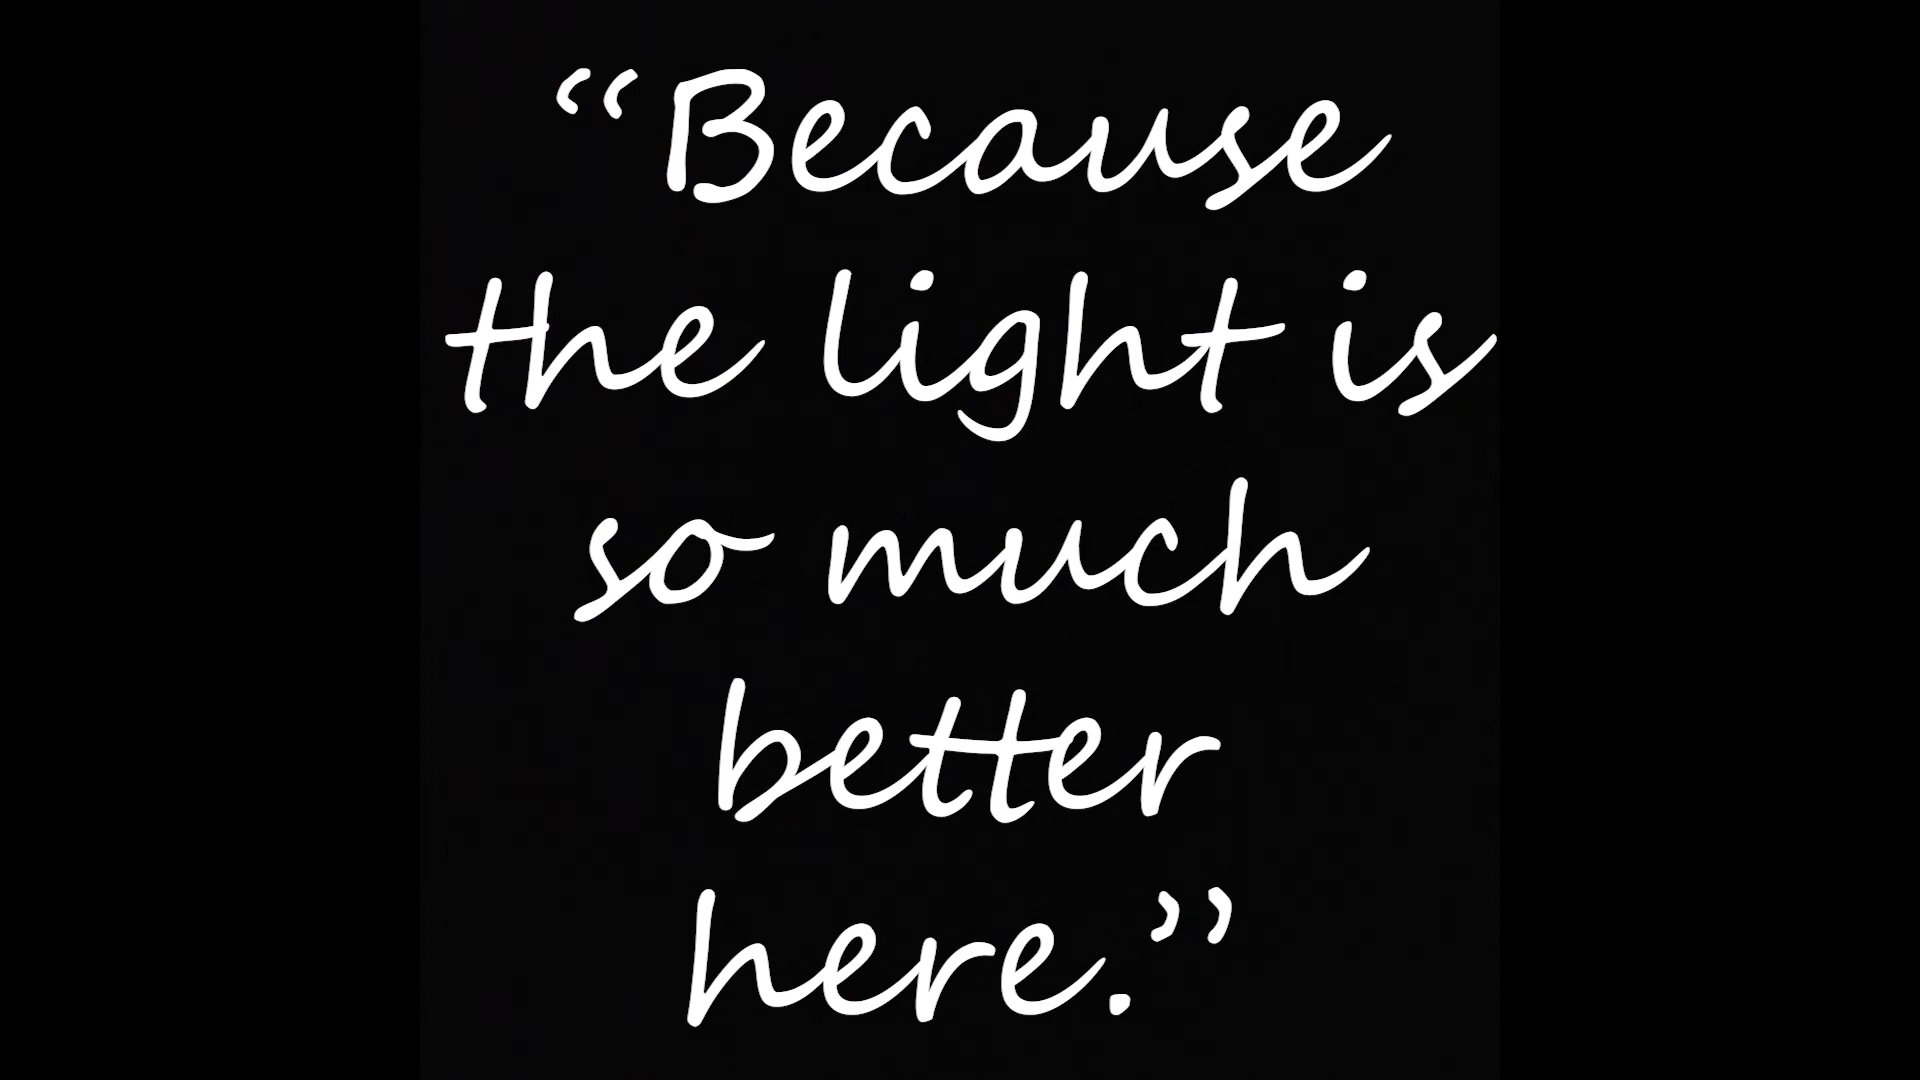 “Because
the light is
so much
better
here.”